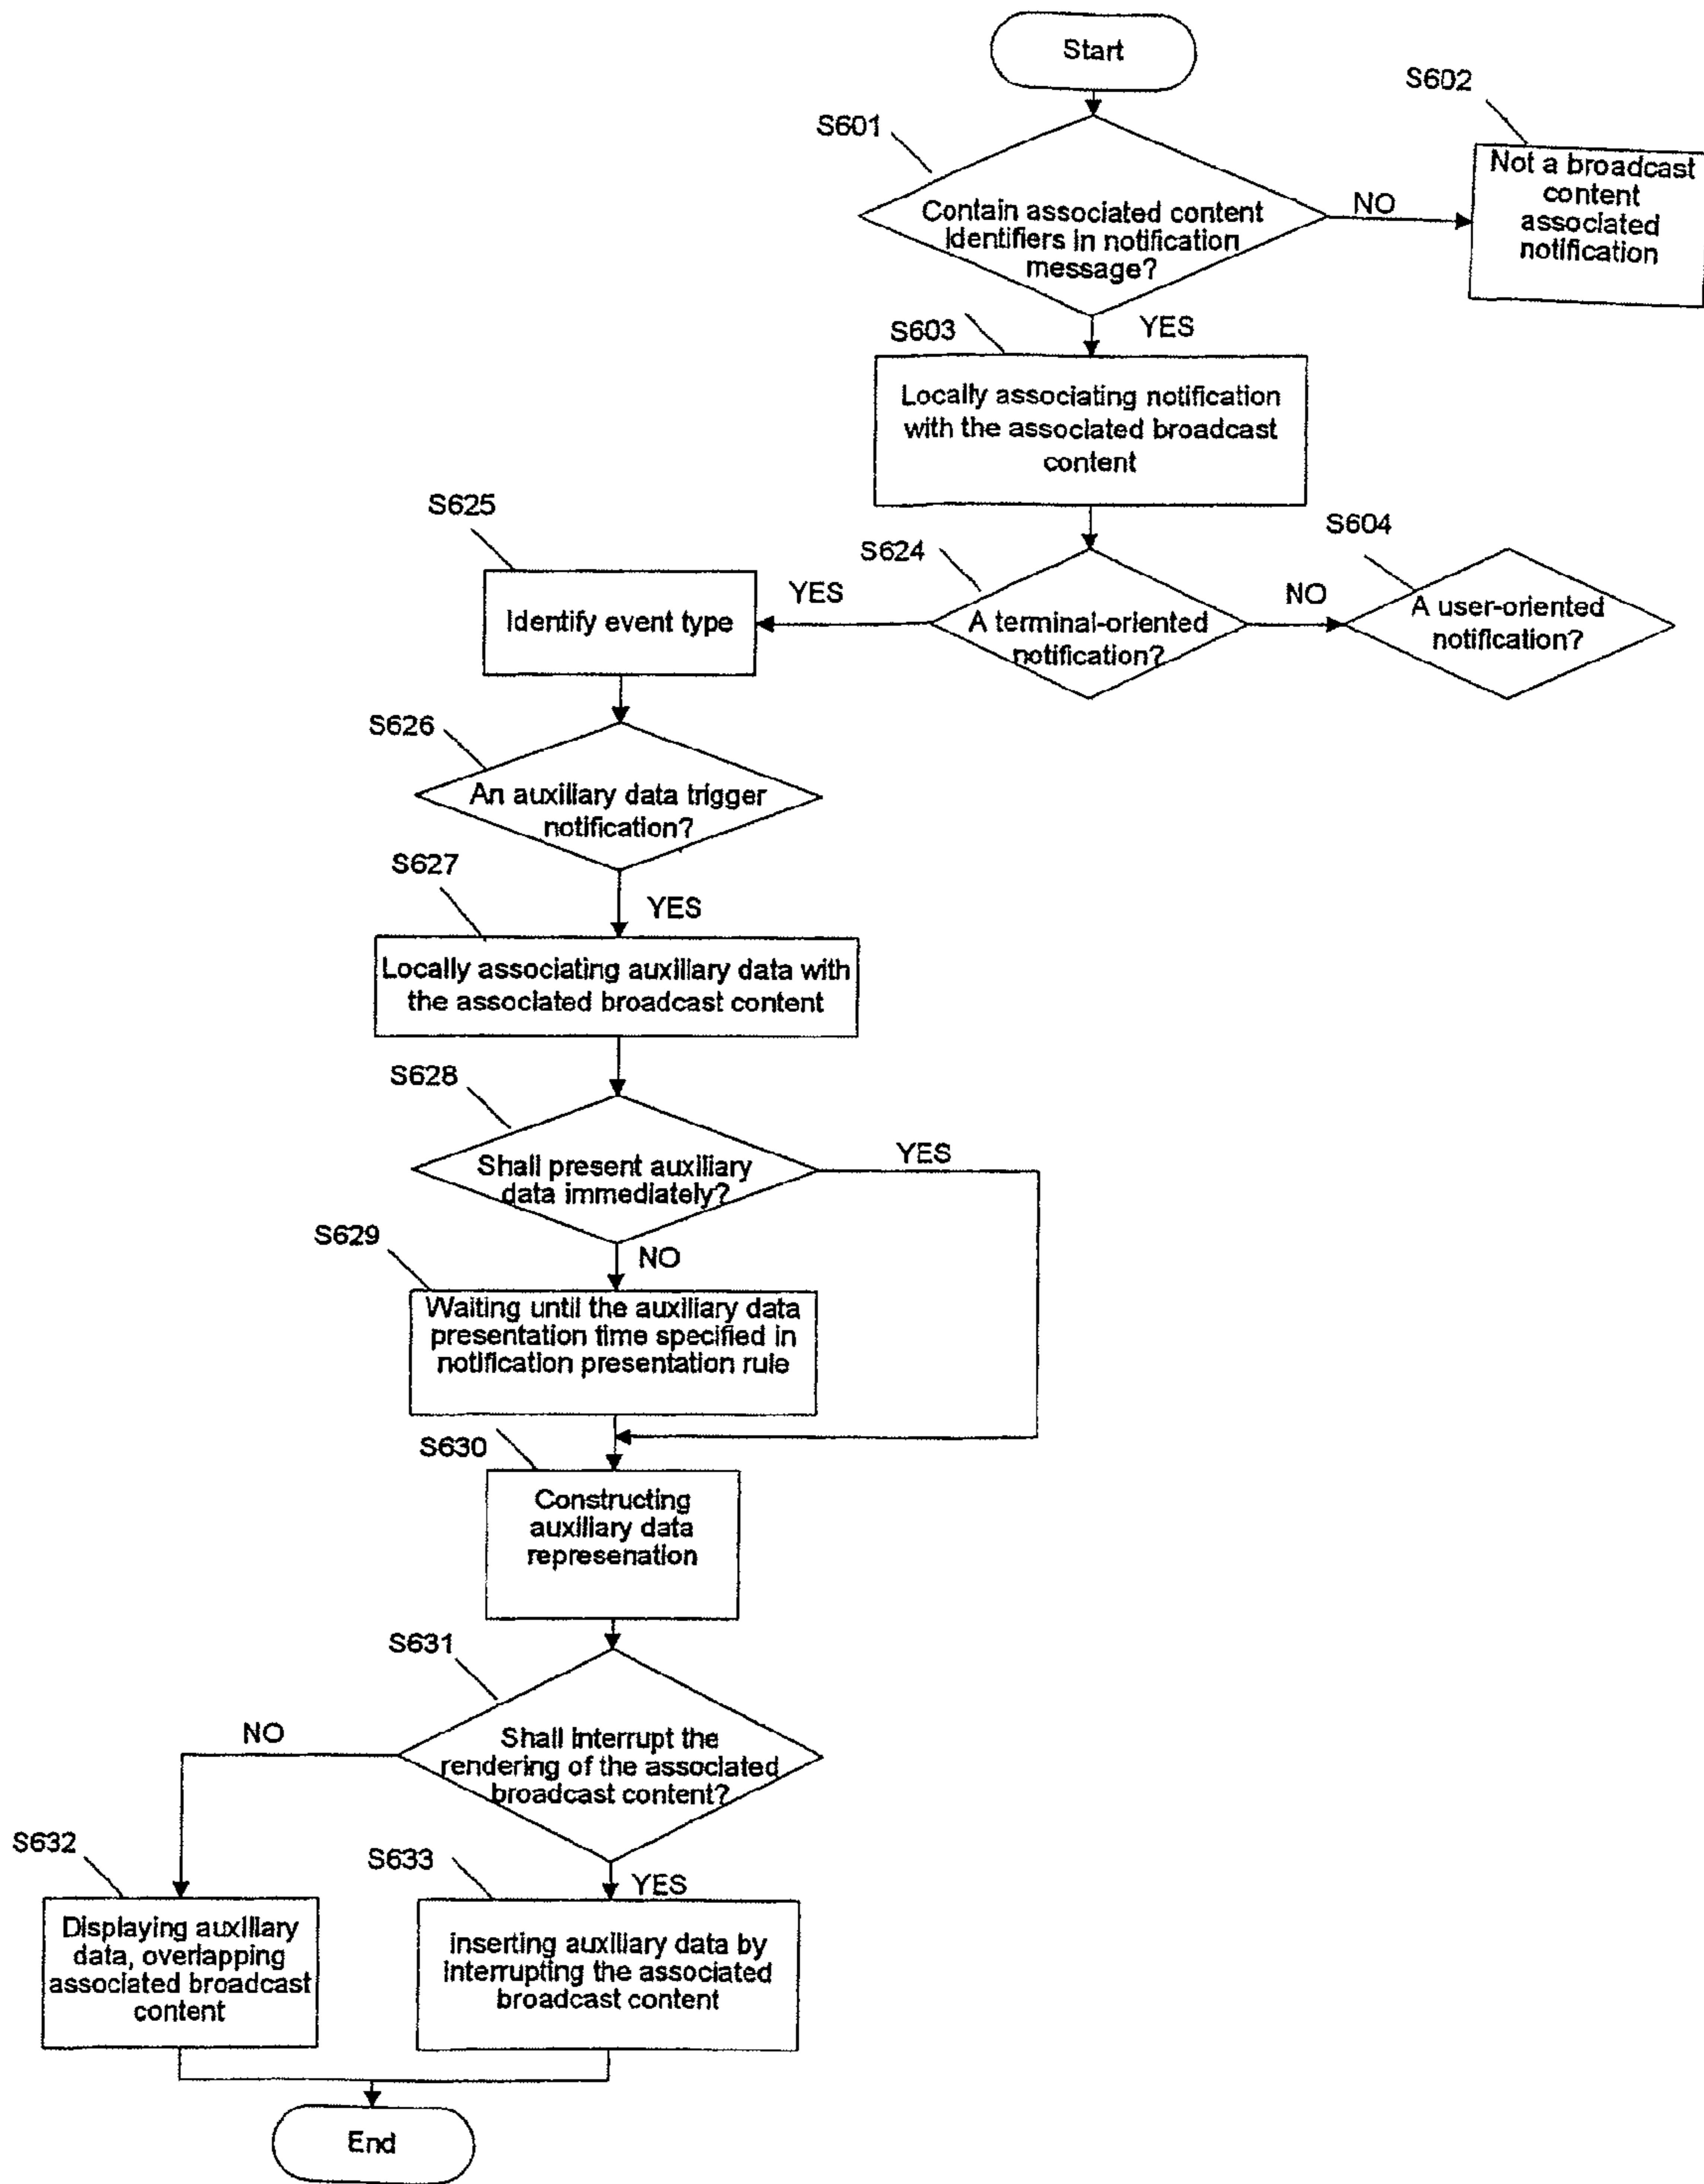 Start
S601
Contain associated content
identifiers in notification
message?
NO
S602
Not a broadcast
content
associated
notification
YES
S603
Locally associating notification
with the associated broadcast
content
S624
A terminal-oriented
notification?
NO
S604
A user-oriented
notification?
YES
S625
Identify event type
S626
An auxiliary data trigger
notification?
YES
S627
Locally associating auxiliary data with
the associated broadcast content
S628
Shall present auxiliary
data immediately?
YES
NO
S629
Waiting until the auxiliary data
presentation time specified in
notification presentation rule
S630
Constructing
auxiliary data
represenation
S631
Shall interrupt the
rendering of the associated
broadcast content?
NO
S632
Displaying auxiliary
data, overlapping
associated broadcast
content
YES
S633
inserting auxiliary data by
interrupting the associated
broadcast content
End